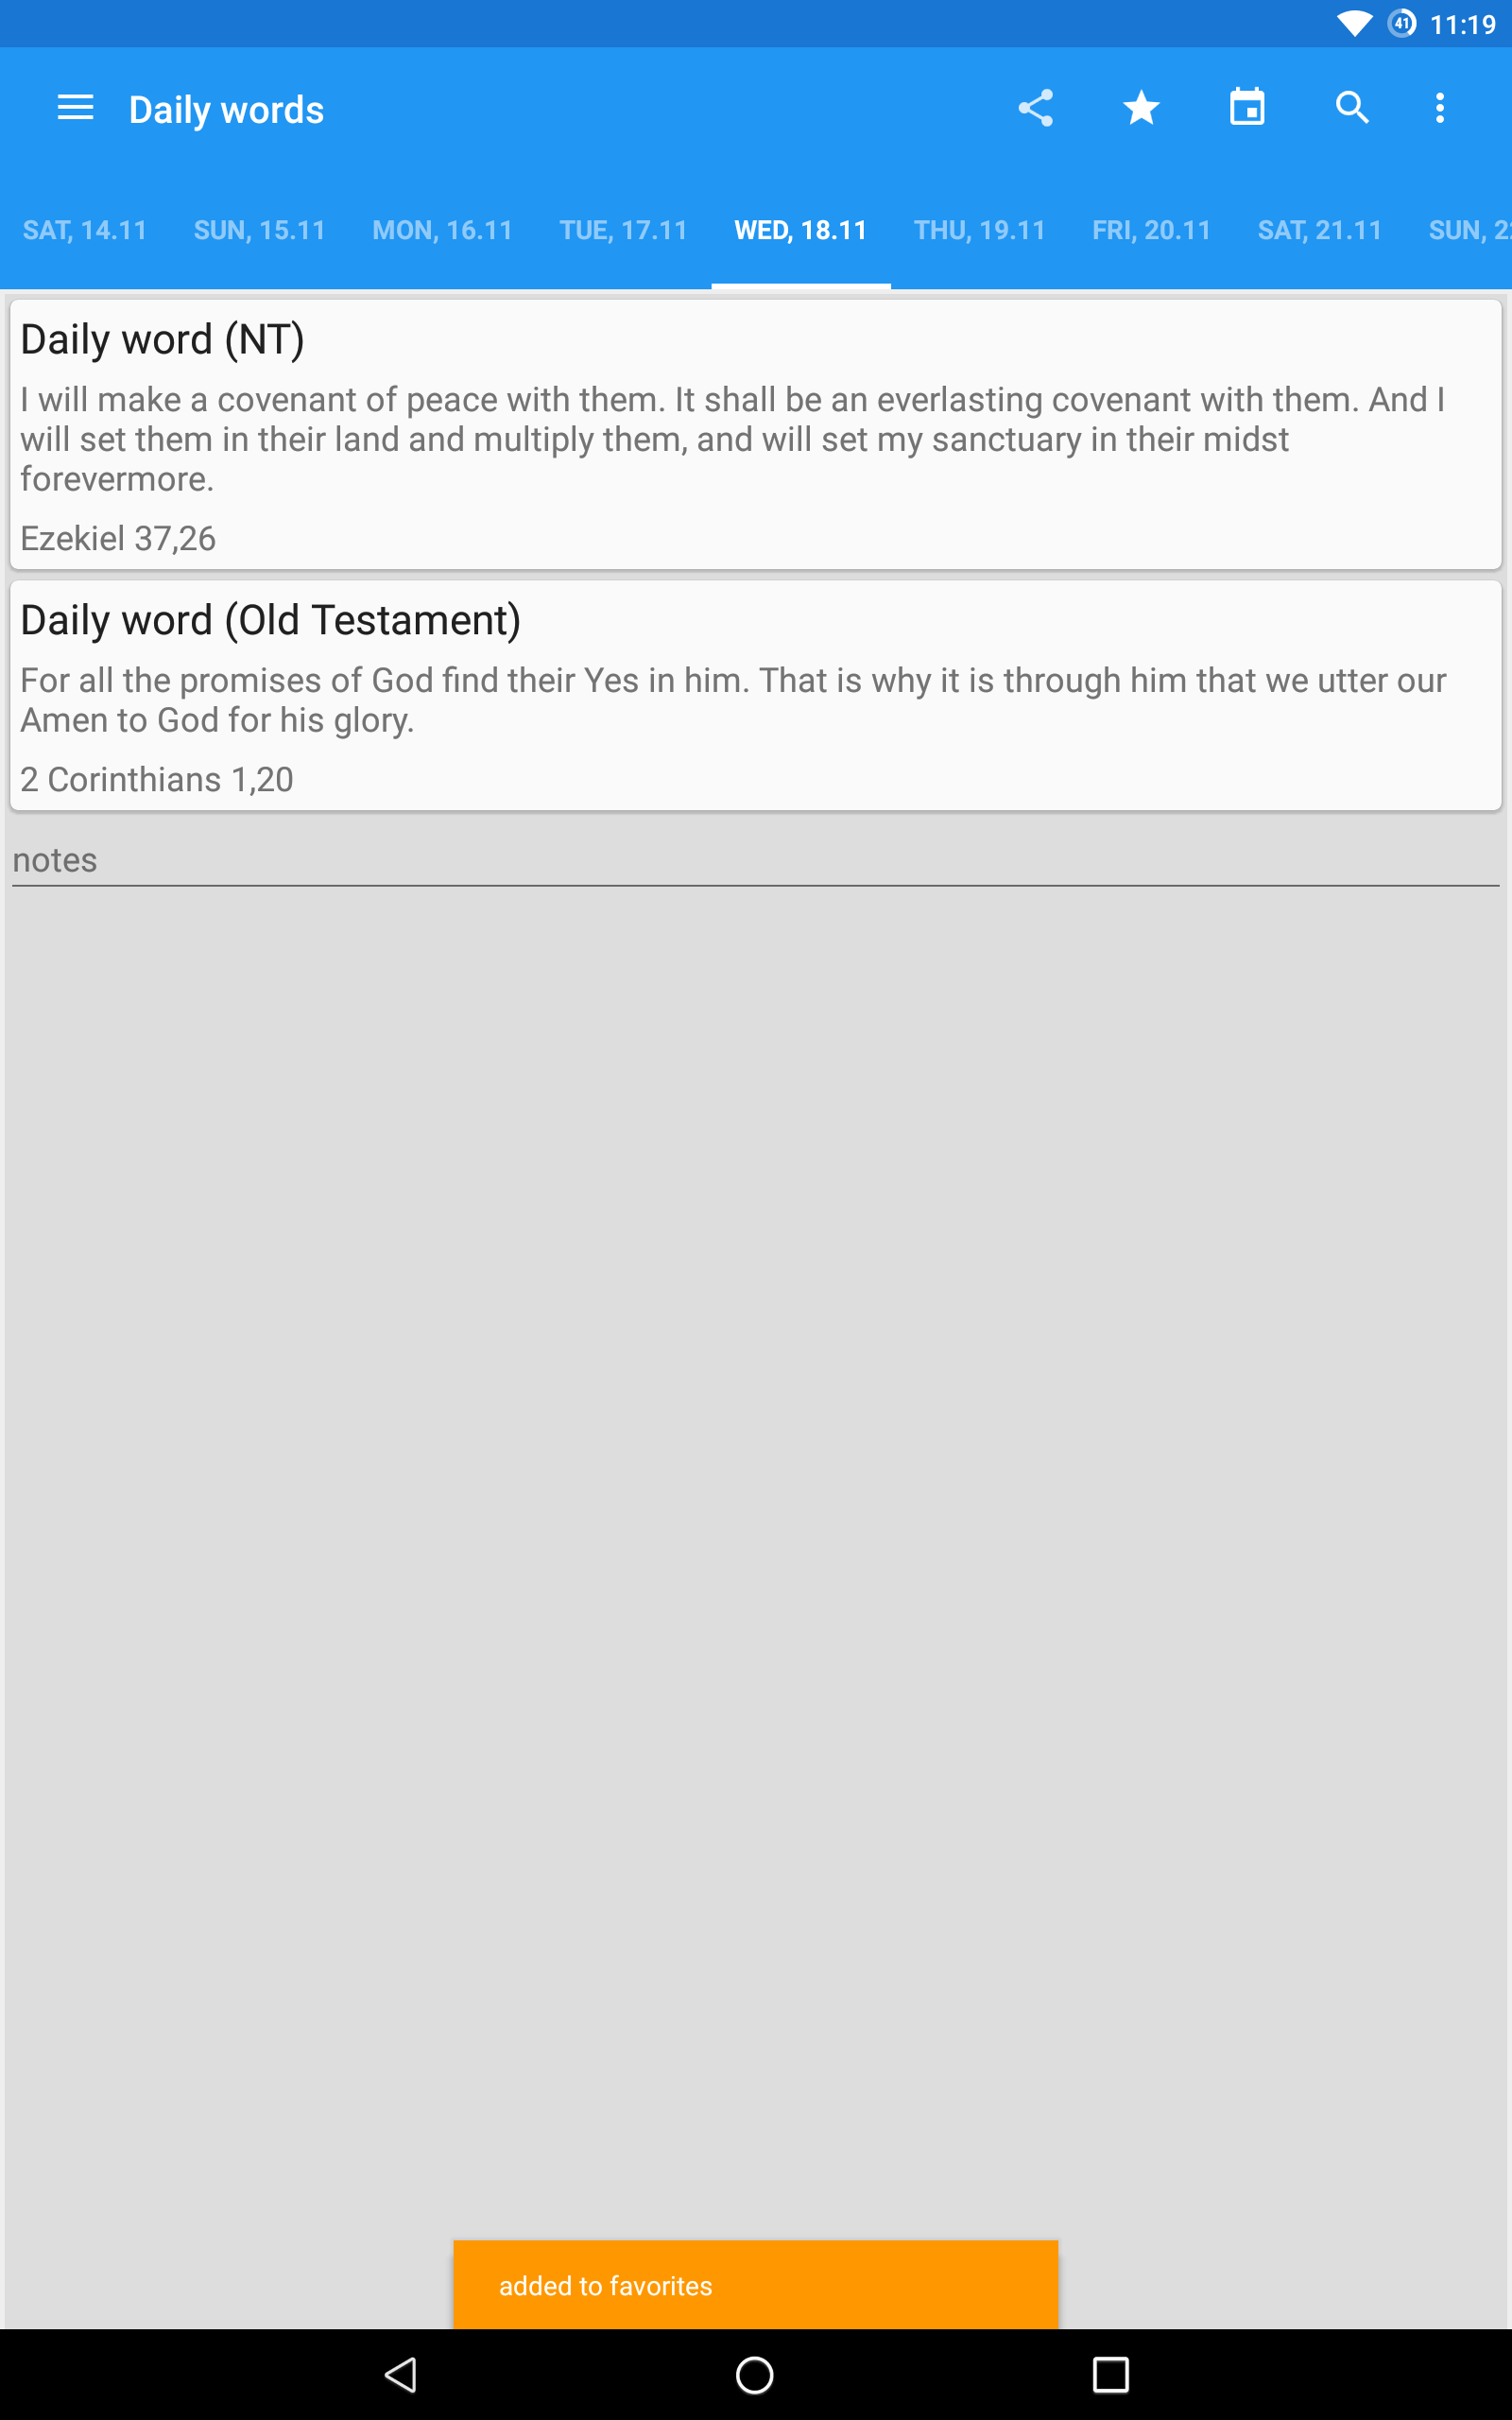 41 11:19
Daily words
SAT, 14.11 SUN, 15.11 MON, 16.11 TUE, 17.11 WED, 18.11 THU, 19.11 FRI, 20.11 SAT, 21.11 SUN,
Daily word (NT)
I will make a covenant of peace with them. It shall be an everlasting covenant with them. And I
will set them in their land and multiply them, and will set my sanctuary in their midst
forevermore.
Ezekiel 37,26
Daily word (Old Testament)
For all the promises of God find their Yes in him. That is why it is through him that we utter our
Amen to God for his glory.
2 Corinthians 1,20
notes
added to favorites